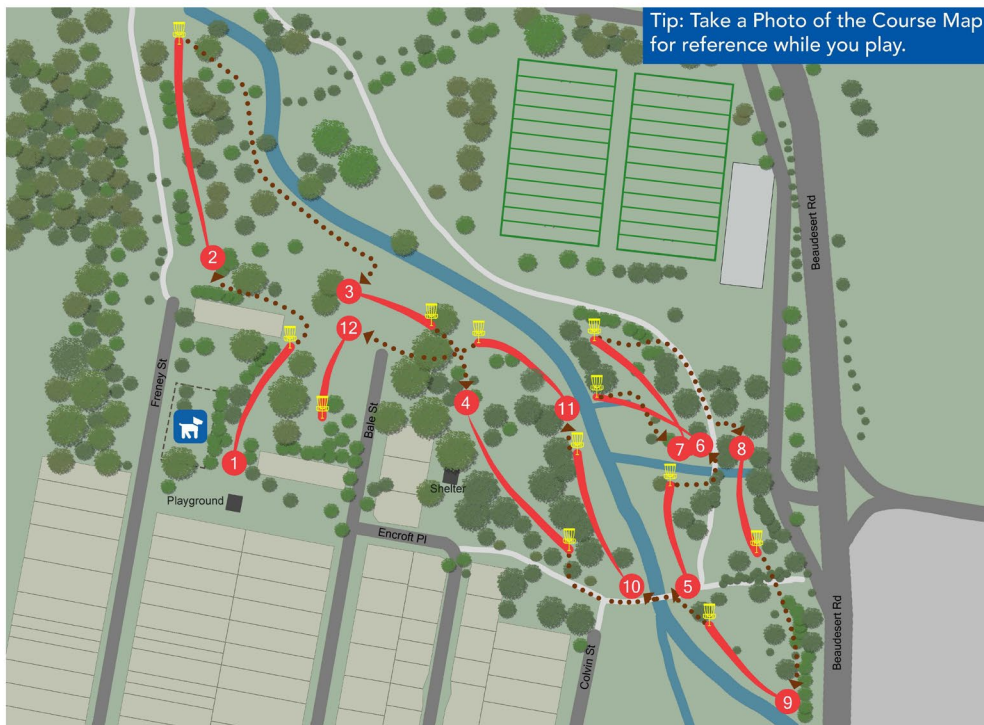 Tip: Take a Photo of the Course Map
for reference while you play.
Beaudesert Rd
2
3
12
Freney St
Bale St
4
11
7
6
8
1
Playground
Shelter
Encroft Pl
10
5
Colvin St
Beaudesert Rd
9